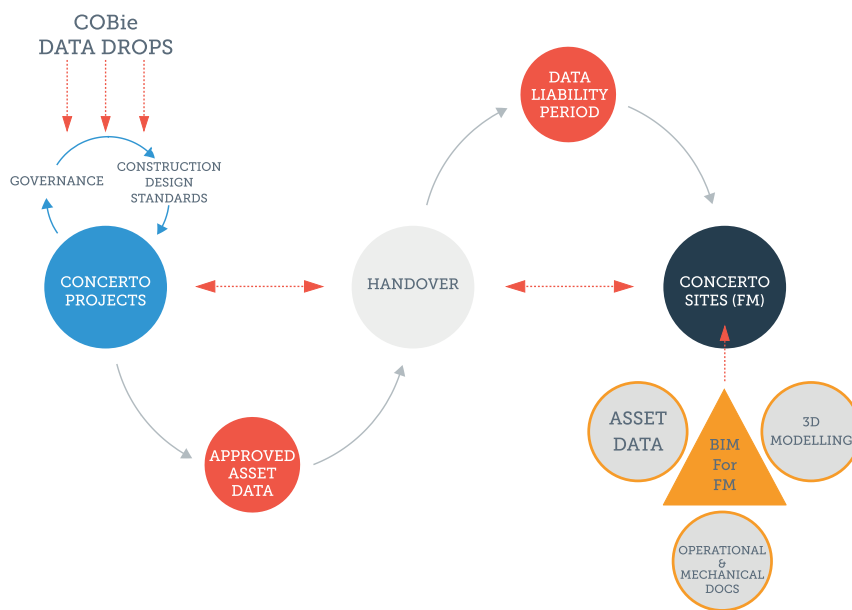 COBie
DATA DROPS
GOVERNANCE
CONSTRUCTION
DESIGN
STANDARDS
CONCERTO
PROJECTS
APPROVED
ASSET
DATA
HANDOVER
DATA
LIABILITY
PERIOD
CONCERTO
SITES (FM)
ASSET
DATA
BIM
For
FM
3D
MODELLING
OPERATIONAL
&
MECHANICAL
DOCS